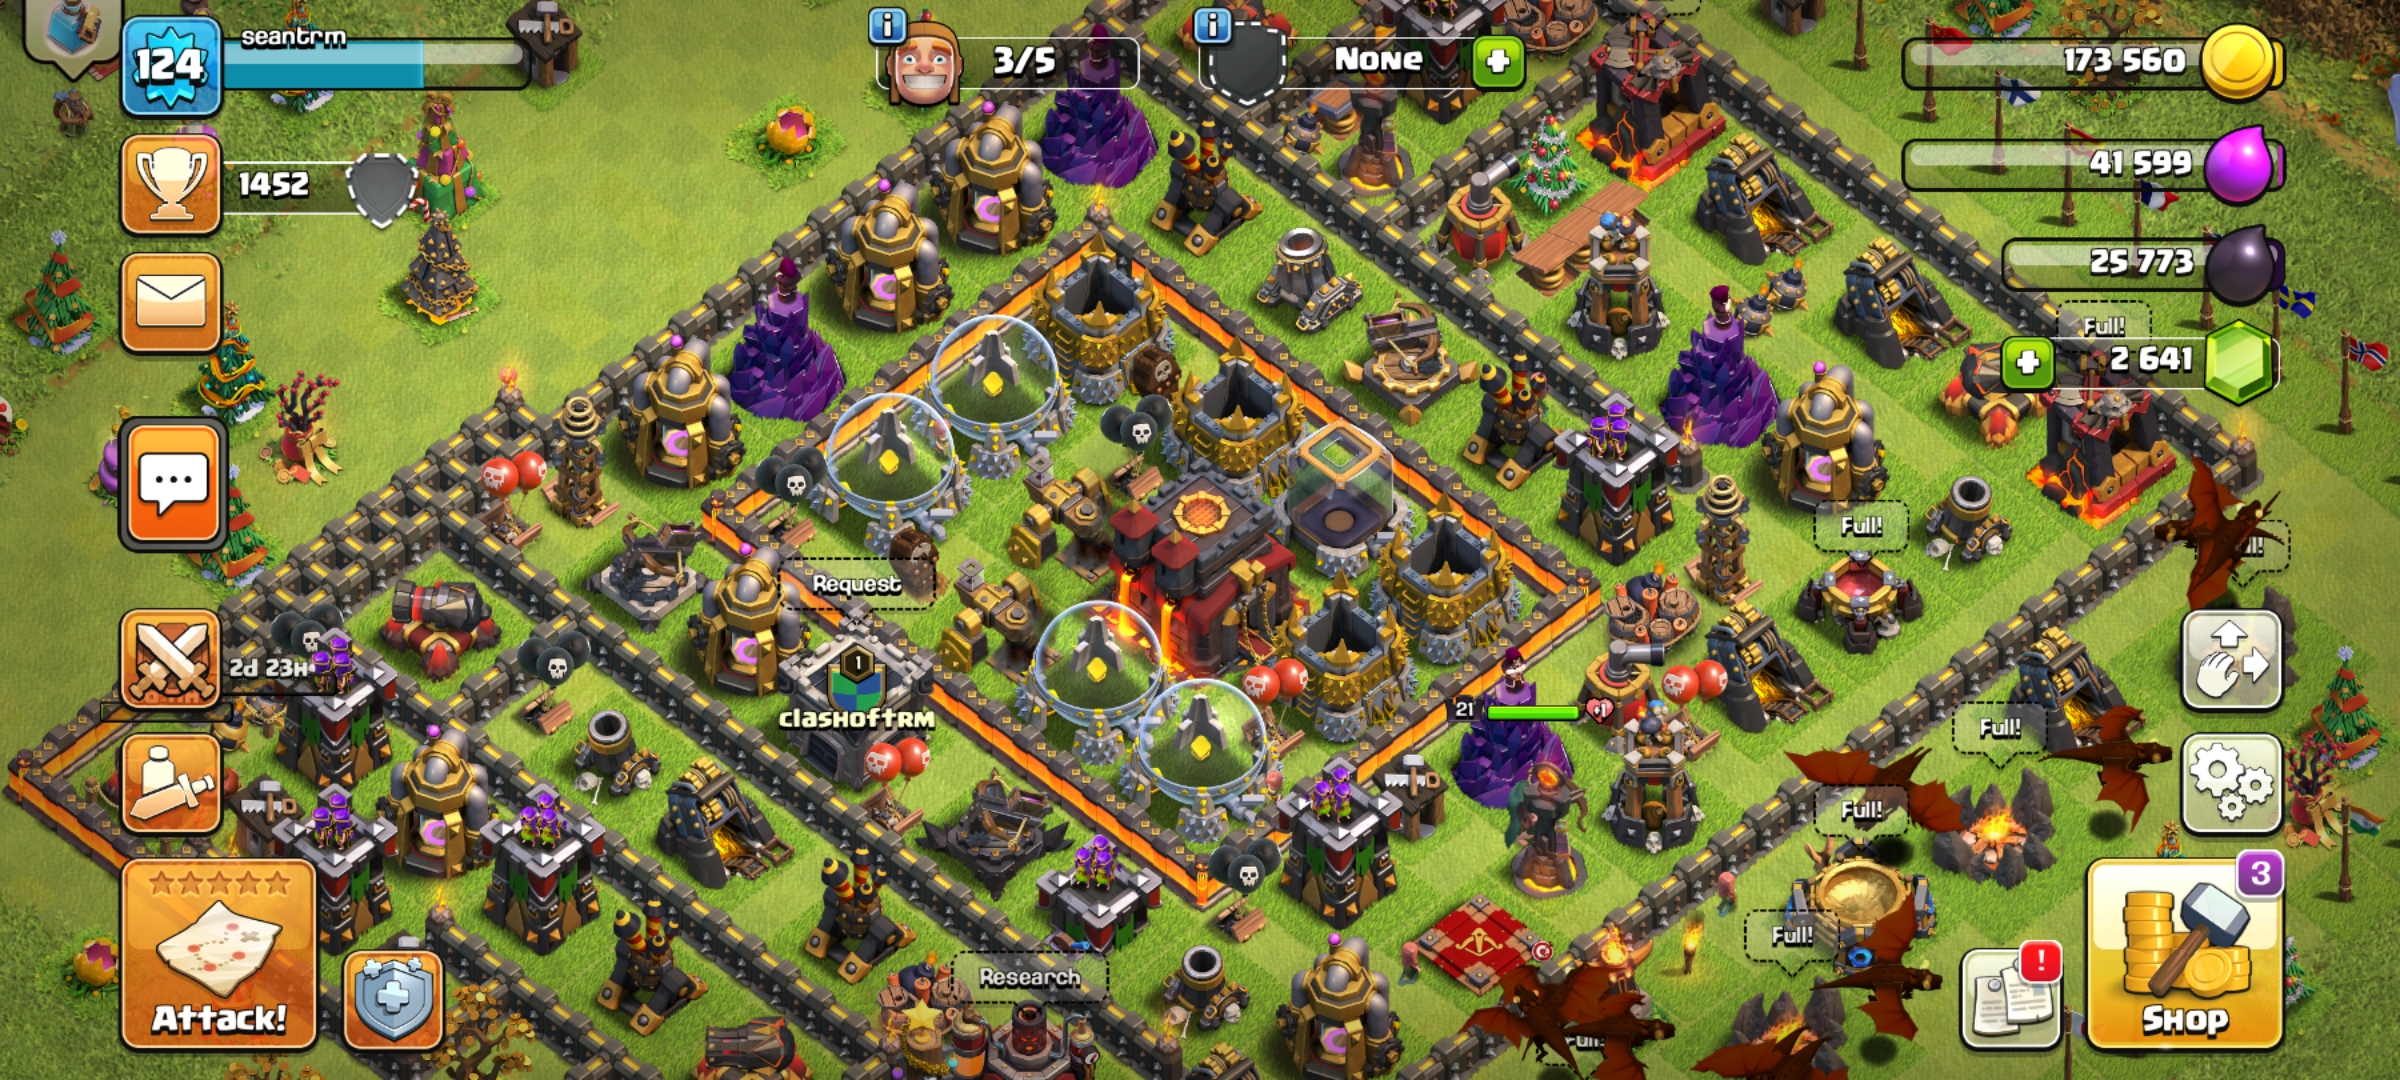 124
seantrm
3/5
None
173 560
1452
41 599
25 773
Full!
2 641
Full!
Request
1
clashoftrm
2d 23H
21
+1
Full!
Full!
Full!
3
Research
Attack!
Shop